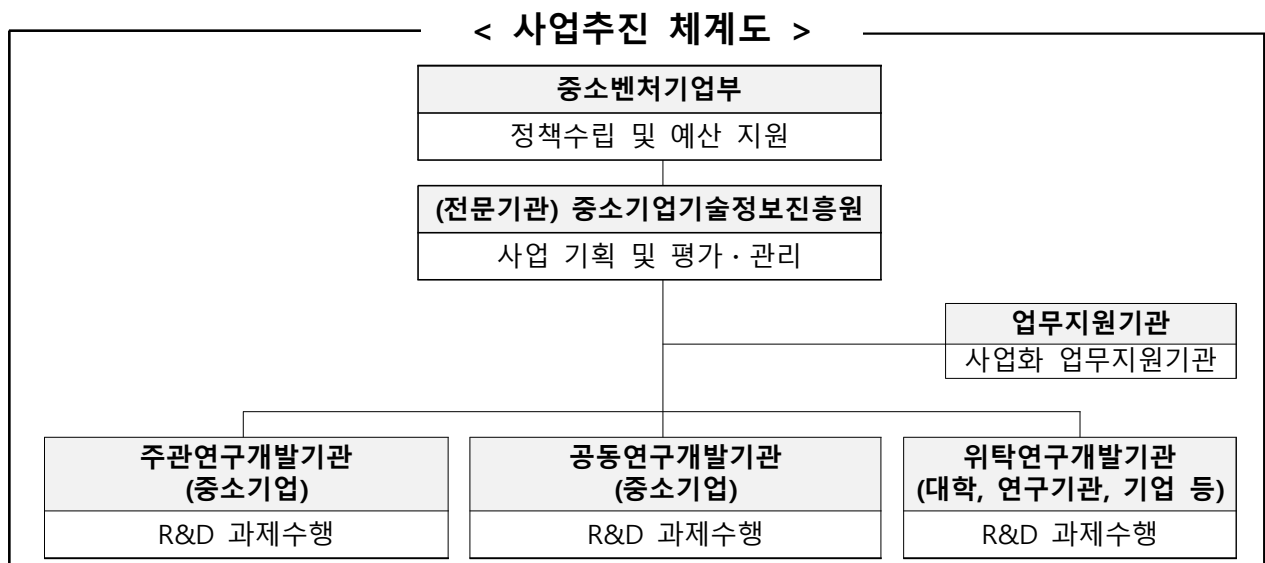 < 사업추진 체계도 >
중소벤처기업부
정책수립 및 예산 지원
(전문기관) 중소기업기술정보진흥원
사업 기획 및 평가·관리
업무지원기관
사업화 업무지원기관
주관연구개발기관
(중소기업)
R&D 과제수행
공동연구개발기관
(중소기업)
R&D 과제수행
위탁연구개발기관
(대학, 연구기관, 기업 등)
R&D 과제수행